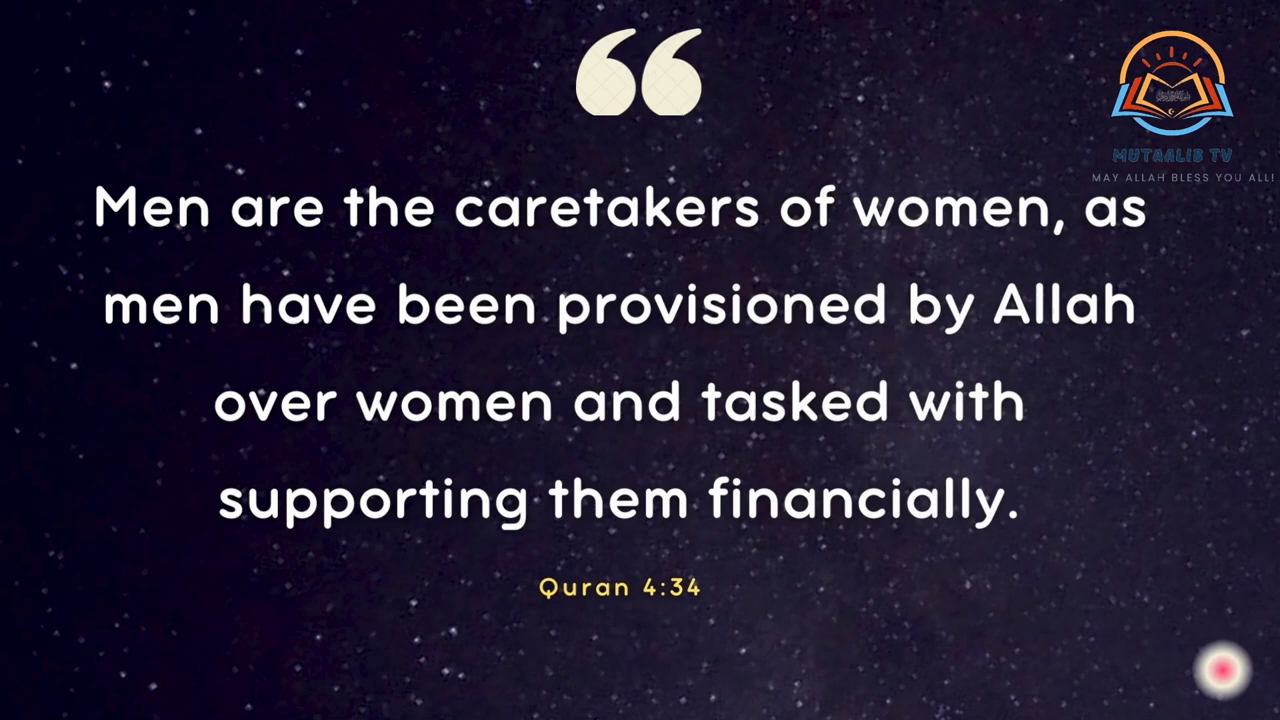 MUTAALIB TV
MAY ALLAH BLESS YOU ALL!
Men are the caretakers of women, as
men have been provisioned by Allah
over women and tasked with
supporting them financially.
Quran 4:34